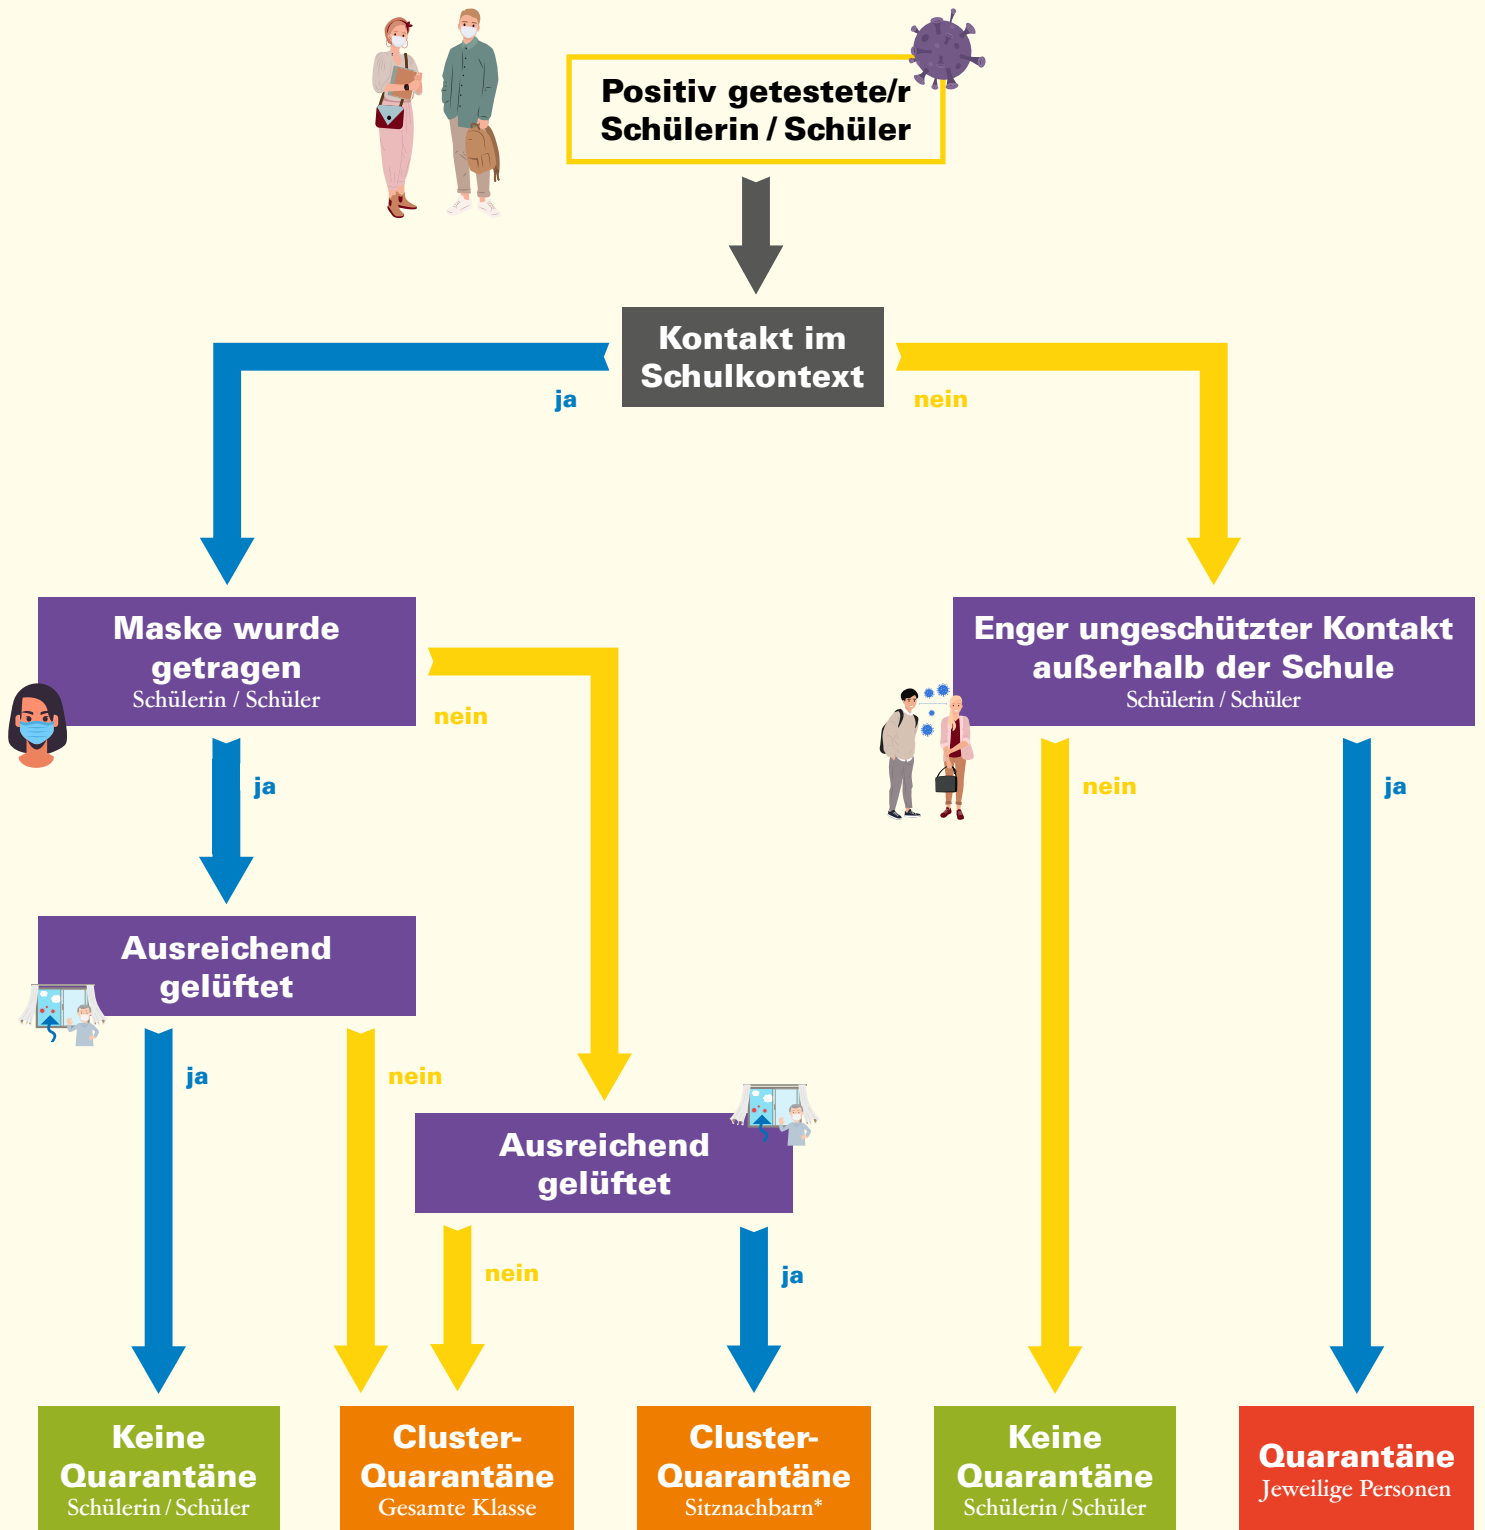 Positiv getestete/r
Schülerin / Schüler
Kontakt im
Schulkontext
ja
nein
Maske wurde
getragen
Schülerin / Schüler
Enger ungeschützter Kontakt
außerhalb der Schule
Schülerin / Schüler
nein
ja
nein
ja
Ausreichend
gelüftet
ja
nein
Ausreichend
gelüftet
nein
ja
Keine
Quarantäne
Schülerin / Schüler
Cluster-
Quarantäne
Gesamte Klasse
Cluster-
Quarantäne
Sitznachbarn*
Keine
Quarantäne
Schülerin / Schüler
Quarantäne
Jeweilige Personen